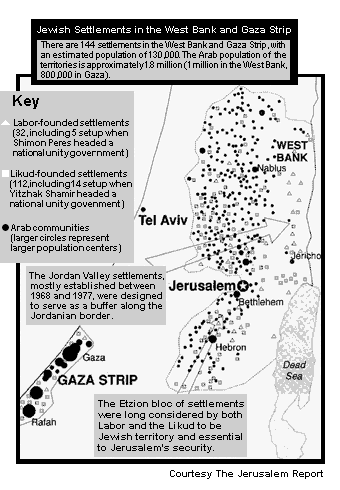 Jewish Settlements in the West Bank and Gaza Strip
There are 144 settlements in the West Bank and Gaza Strip, with
an estimated population of 130,000. The Arab population of the
territories is approximately 1.8 million (1 million in the West Bank,
800,000 in Gaza).
Key
Labor-founded settlements
(32, including 5 setup when
Shimon Peres headed a
national unity government)
Likud-founded settlements
(112, including 14 setup when
Yitzhak Shamir headed a
national unity govenment)
Arab communities
(larger circles represent
larger population centers)
WEST
BANK
Nablus
Tel Aviv
Jericho
The Jordan Valley settlements,
mostly established between
1968 and 1977, were designed
to serve as a buffer along the
Jordanian border.
Jerusalem
Bethlehem
Hebron
Gaza
GAZA STRIP
Rafah
Dead
Sea
The Etzion bloc of settlements
were long considered by both
Labor and the Likud to be
Jewish territory and essential
to Jerusalem's security.
Courtesy The Jerusalem Report